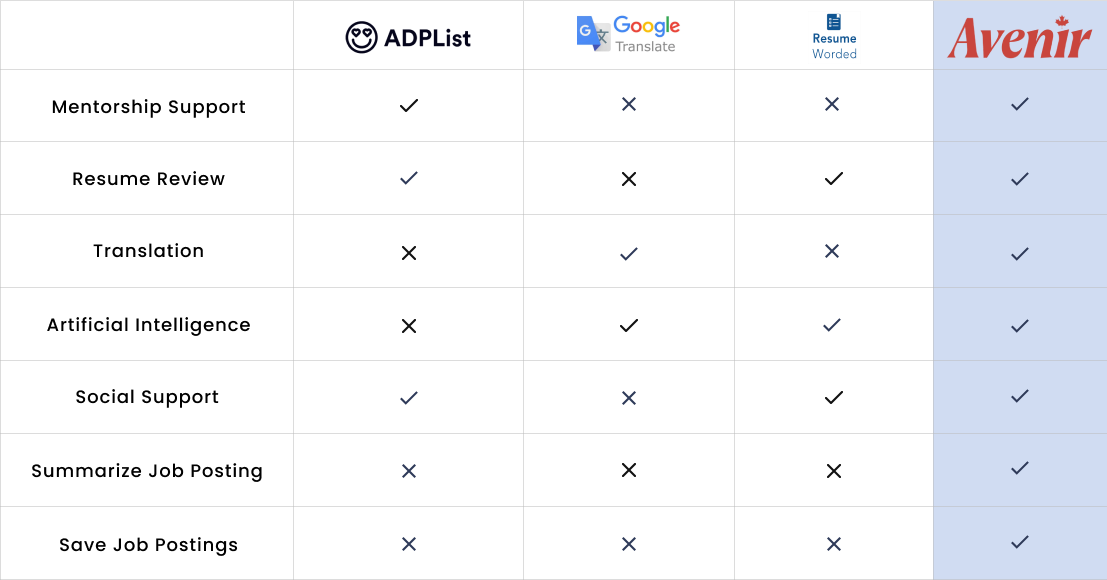 ADPList
G Google
文 Translate
Resume
Worded
Avenir
Mentorship Support
Resume Review
Translation
Artificial Intelligence
Social Support
Summarize Job Posting
Save Job Postings